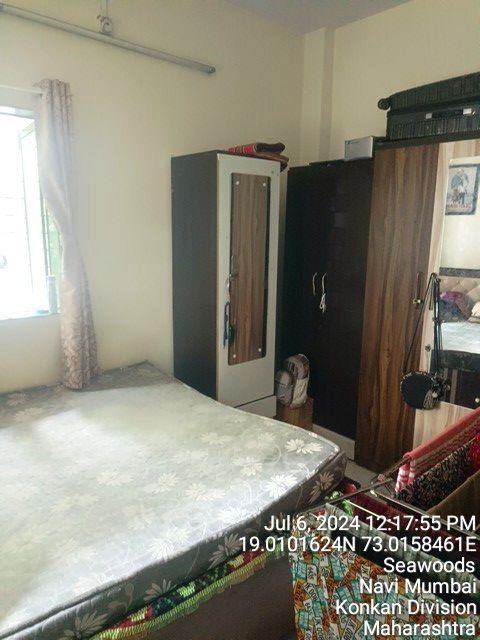 Jul 6, 2024 12:17:55 PM
19.0101624N 73.0158461E
Seawoods
Navi Mumbai
Konkan Division
Maharashtra